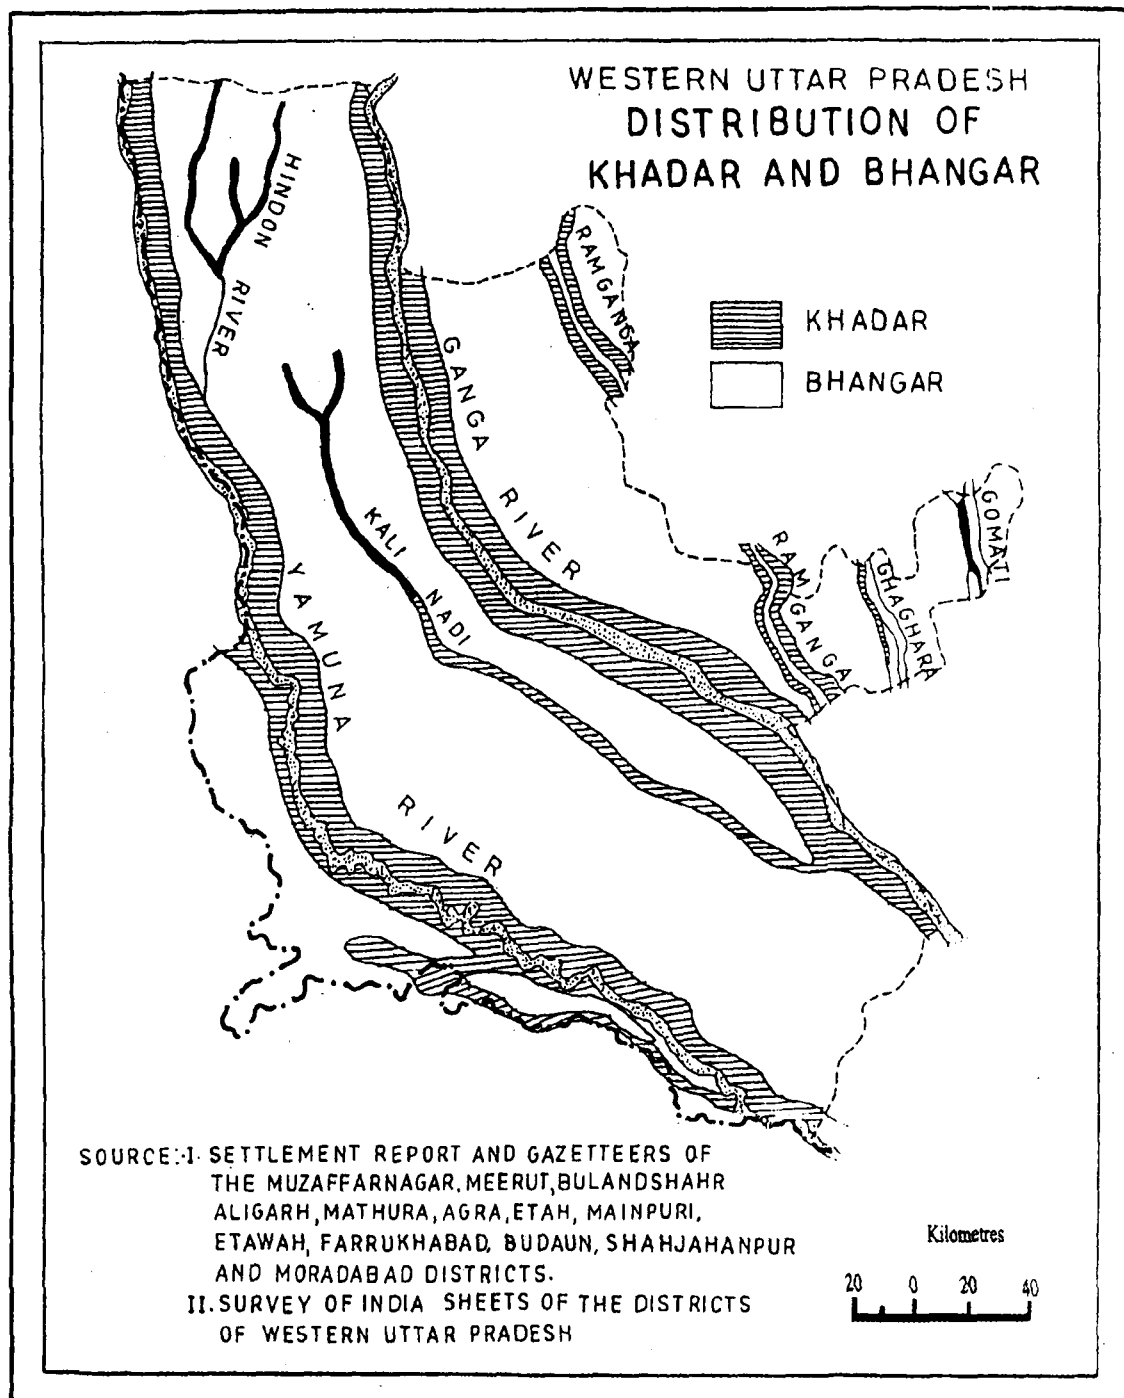 WESTERN UTTAR PRADESH
DISTRIBUTION OF
KHADAR AND BHANGAR
HINDON
RIVER
RAMGANGA
KHADAR
BHANGAR
GANGA
RIVER
KALI
NADI
YAMUNA
RIVER
RAMGANGA
GHAGHARA
GOMATI
SOURCE:-I. SETTLEMENT REPORT AND GAZETTEERS OF
THE MUZAFFARNAGAR, MEERUT, BULANDSHAHR
ALIGARH, MATHURA, AGRA, ETAH, MAINPURI,
ETAWAH, FARRUKHABAD, BUDAUN, SHAHJAHANPUR
AND MORADABAD DISTRICTS.
II. SURVEY OF INDIA SHEETS OF THE DISTRICTS
OF WESTERN UTTAR PRADESH
Kilometres
20 0 20 40